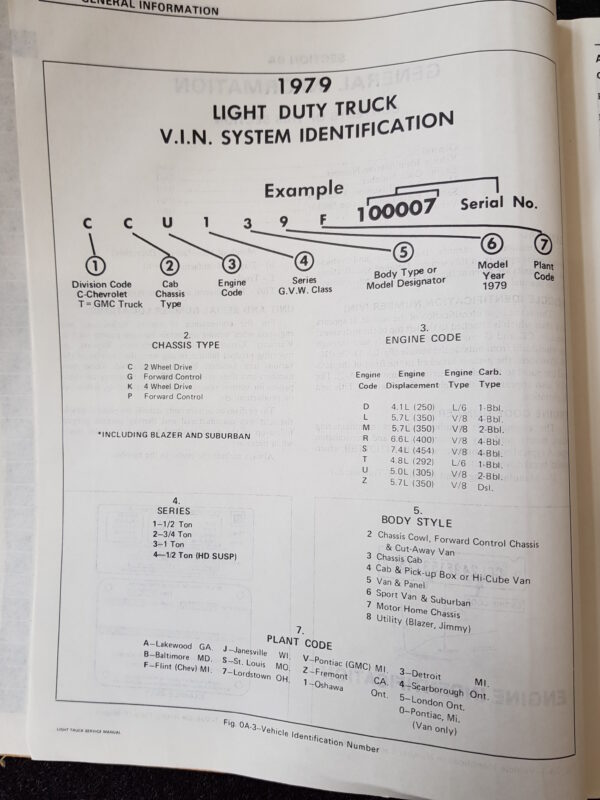 GENERAL INFORMATION
1979
LIGHT DUTY TRUCK
V.I.N. SYSTEM IDENTIFICATION
Example
C C U 1 3 9 F 100007 Serial No.
1 2 3 4 5 6 7
Division Code
C-Chevrolet
T=GMC Truck
Cab
Chassis
Type
Engine
Code
Series
G.V.W. Class
Body Type or
Model Designator
Model
Year
1979
Plant
Code
2.
CHASSIS TYPE
C 2 Wheel Drive
G Forward Control
K 4 Wheel Drive
P Forward Control
*INCLUDING BLAZER AND SUBURBAN
3.
ENGINE CODE
Engine Engine Engine Carb.
Code Displacement Type Type
D 4.1L (250) L/6 1-Bbl.
L 5.7L (350) V/8 4-Bbl.
M 5.7L (350) V/8 2-Bbl.
R 6.6L (400) V/8 4-Bbl.
S 7.4L (454) V/8 4-Bbl.
T 4.8L (292) L/6 1-Bbl.
U 5.0L (305) V/8 2-Bbl.
Z 5.7L (350) V/8 Dsl.
4.
SERIES
1–1/2 Ton
2–3/4 Ton
3–1 Ton
4–1/2 Ton (HD SUSP)
5.
BODY STYLE
2 Chassis Cowl, Forward Control Chassis
& Cut-Away Van
3 Chassis Cab
4 Cab & Pick-up Box or Hi-Cube Van
5 Van & Panel
6 Sport Van & Suburban
7 Motor Home Chassis
8 Utility (Blazer, Jimmy)
7.
PLANT CODE
A–Lakewood GA. J–Janesville WI. V–Pontiac (GMC) MI. 3–Detroit MI.
B–Baltimore MD. S–St. Louis MO. Z–Fremont CA. 4–Scarborough Ont.
F–Flint (Chev) MI. 7–Lordstown OH. 1–Oshawa Ont. 5–London Ont.
0–Pontiac, Mi.
(Van only)
Fig. 0A-3–Vehicle Identification Number
LIGHT TRUCK SERVICE MANUAL